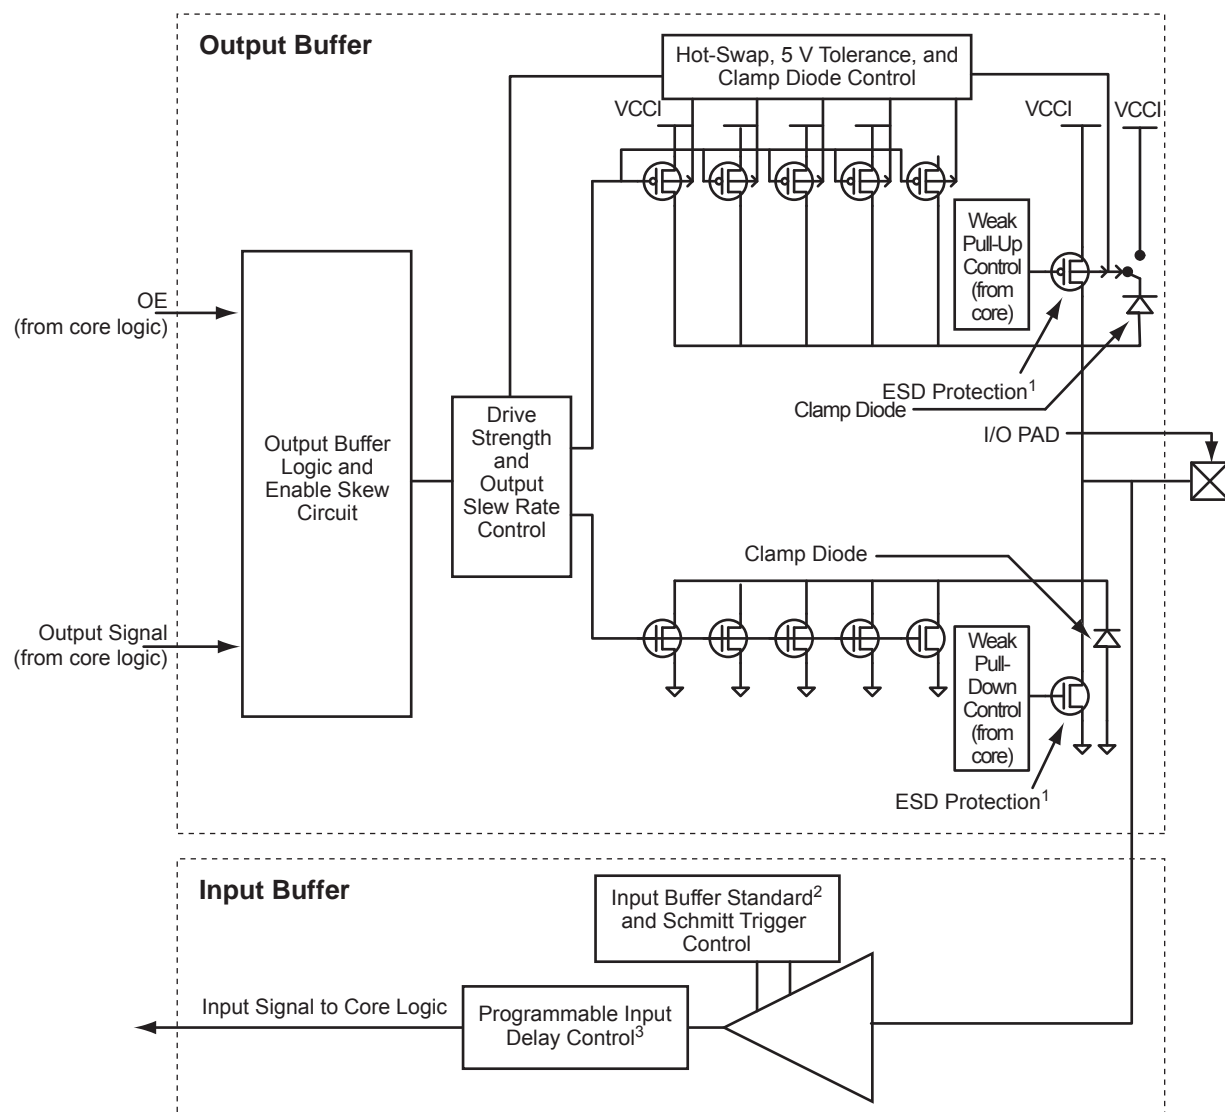 Output Buffer
Hot-Swap, 5 V Tolerance, and
Clamp Diode Control
VCCI
VCCI
VCCI
Weak
Pull-Up
Control
(from
core)
OE
(from core logic)
ESD Protection1
Clamp Diode
Drive
Strength
and
Output
Slew Rate
Control
I/O PAD
Output Buffer
Logic and
Enable Skew
Circuit
Clamp Diode
Output Signal
(from core logic)
Weak
Pull-
Down
Control
(from
core)
ESD Protection1
Input Buffer
Input Buffer Standard2
and Schmitt Trigger
Control
Input Signal to Core Logic
Programmable Input
Delay Control3